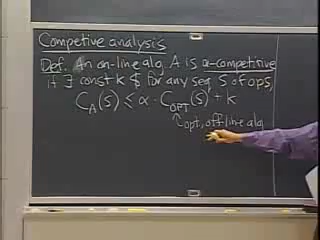 Competive analysis
Def. An on-line alg. A is α-competitive
if ∃ const k ∋ for any seq. S of ops,
C_A(S) ≤ α · C_OPT(S) + k
↑opt, off-line alg